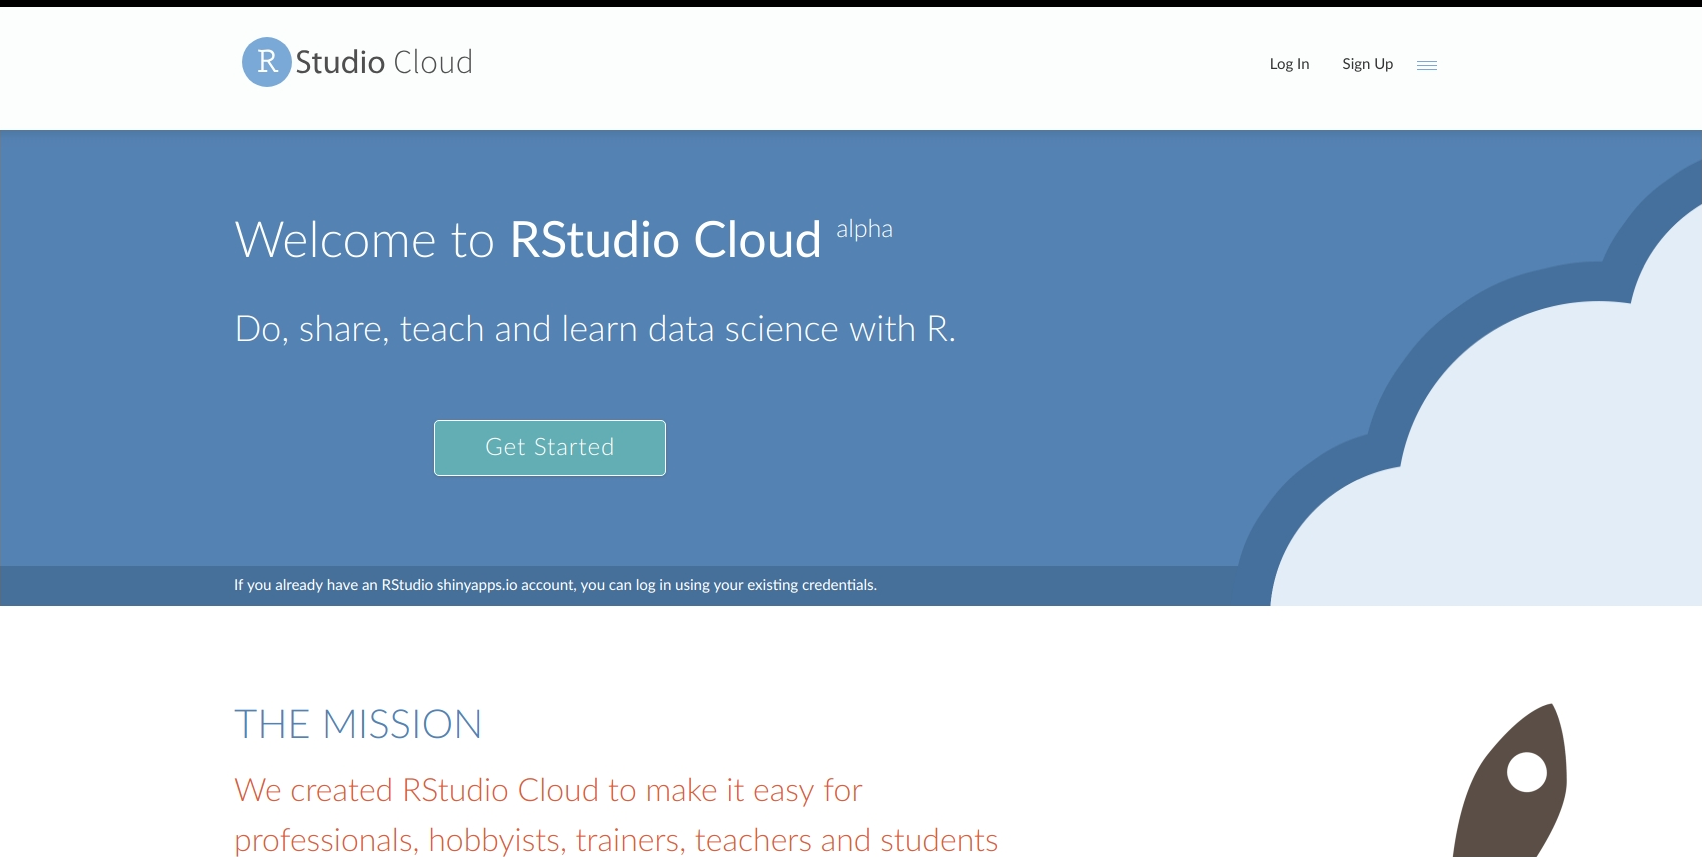 R Studio Cloud
Log In
Sign Up
Welcome to RStudio Cloud alpha
Do, share, teach and learn data science with R.
Get Started
If you already have an RStudio shinyapps.io account, you can log in using your existing credentials.
THE MISSION
We created RStudio Cloud to make it easy for
professionals, hobbyists, trainers, teachers and students